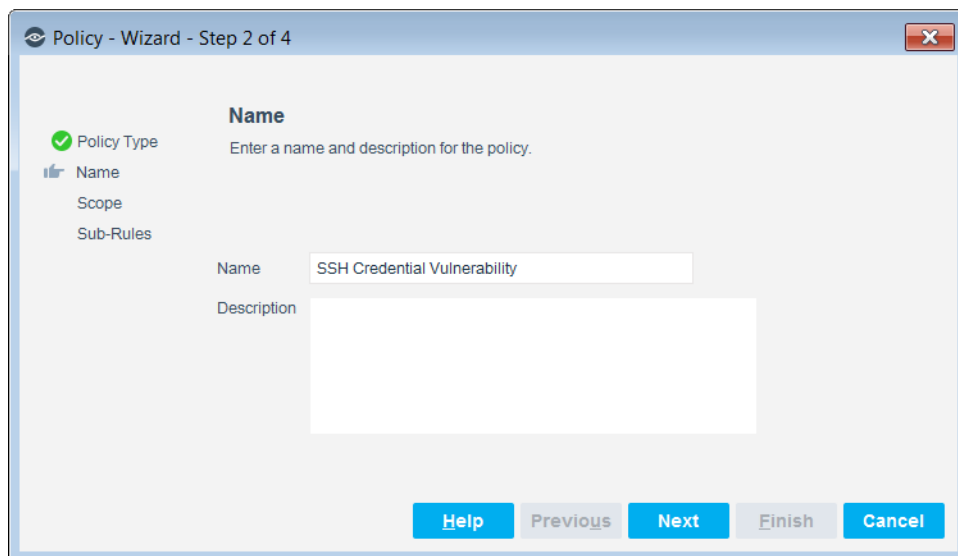 Policy - Wizard - Step 2 of 4
Policy Type
Name
Scope
Sub-Rules
Name
Enter a name and description for the policy.
Name SSH Credential Vulnerability
Description
Help Previous Next Finish Cancel